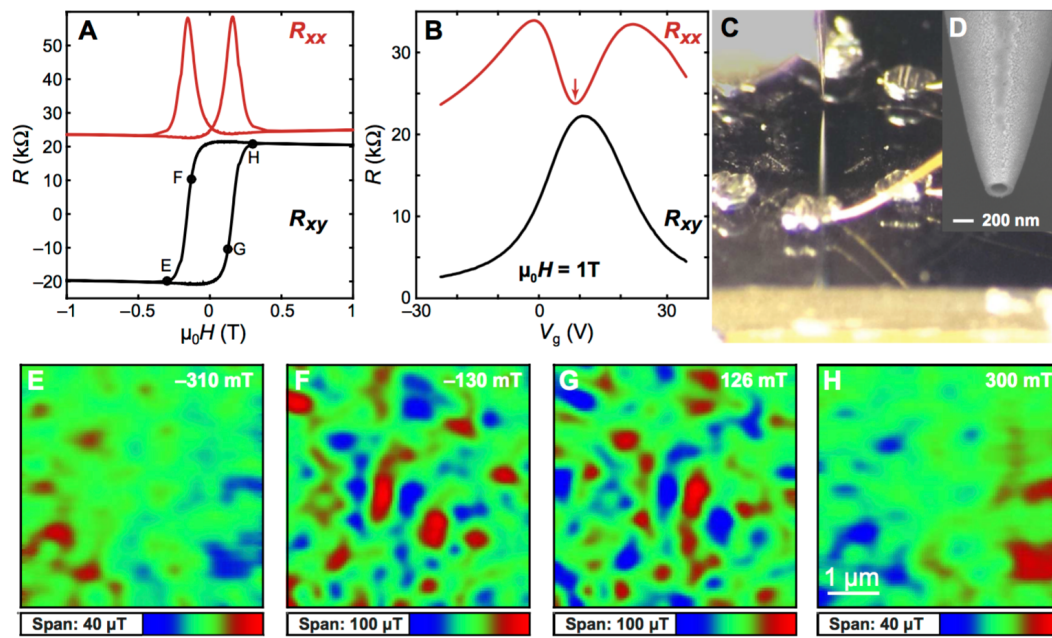 A
Rxx
Rxy
R (kΩ)
60
50
40
30
20
10
0
–10
–20
F
H
E
G
–1
–0.5
0
0.5
1
μ₀H (T)
B
Rxx
Rxy
μ₀H = 1T
R (kΩ)
30
20
10
0
–30
0
30
Vg (V)
C
D
200 nm
E
–310 mT
Span: 40 μT
F
–130 mT
Span: 100 μT
G
126 mT
Span: 100 μT
H
300 mT
1 μm
Span: 40 μT